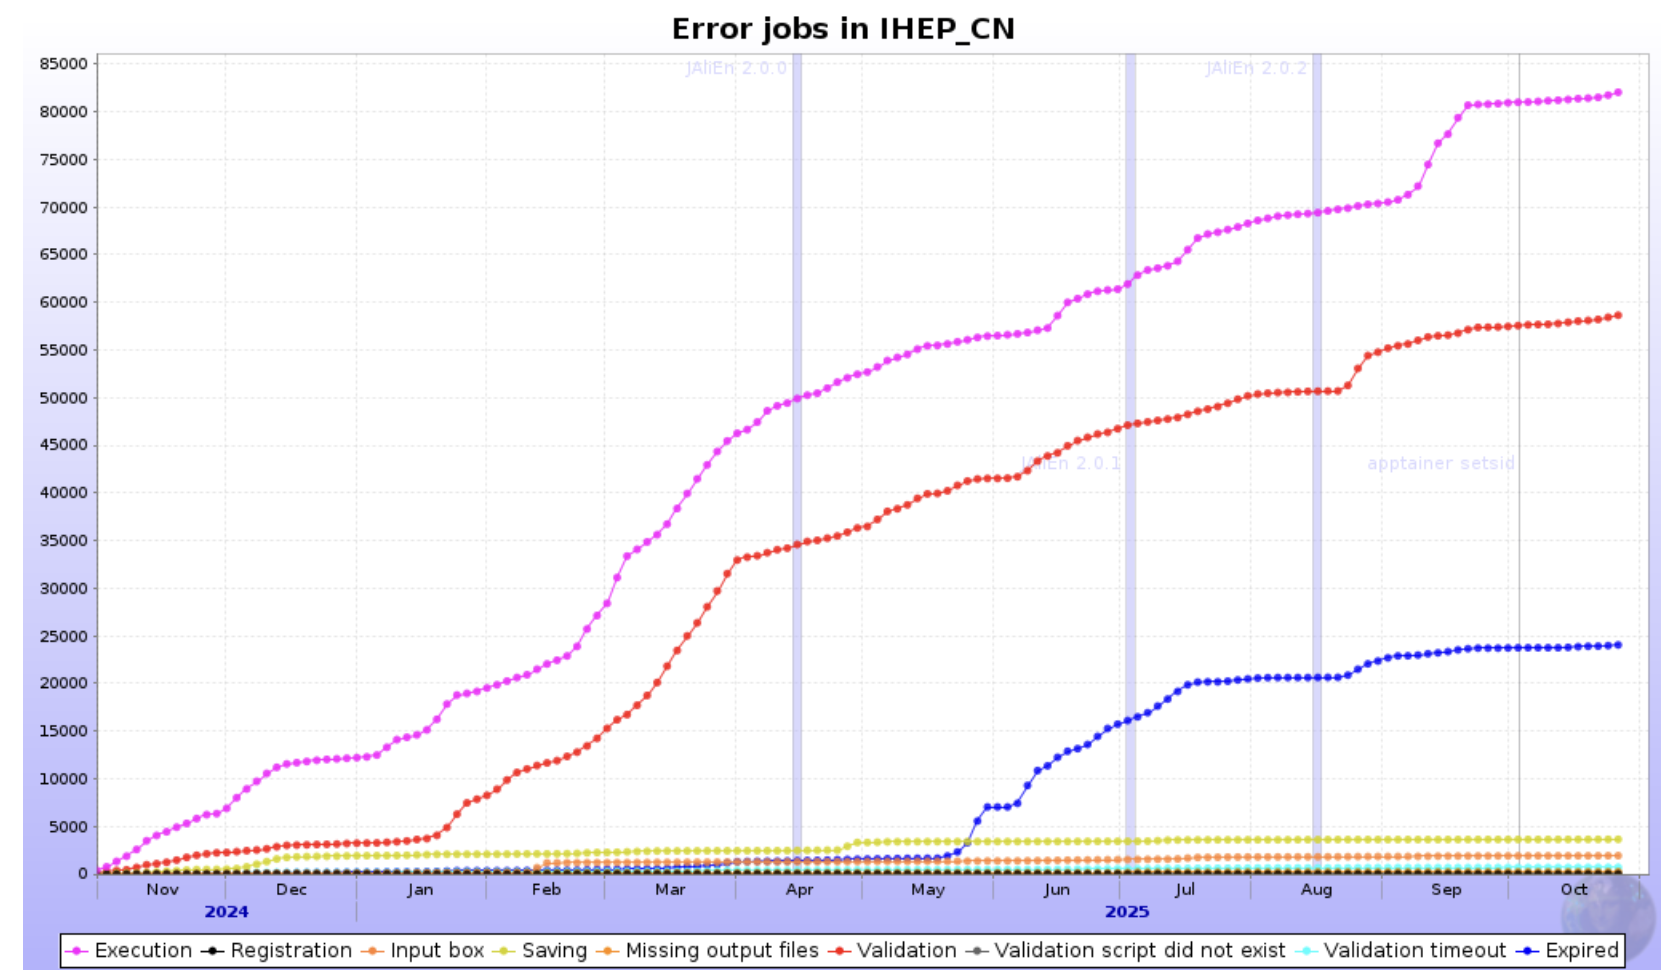 Error jobs in IHEP_CN
85000
80000
75000
70000
65000
60000
55000
50000
45000
40000
35000
30000
25000
20000
15000
10000
5000
0
JAliEn 2.0.0
JAliEn 2.0.2
JAliEn 2.0.1
apptainer setsid
Nov Dec Jan Feb Mar Apr May Jun Jul Aug Sep Oct
2024 2025
Execution Registration Input box Saving Missing output files Validation Validation script did not exist Validation timeout Expired